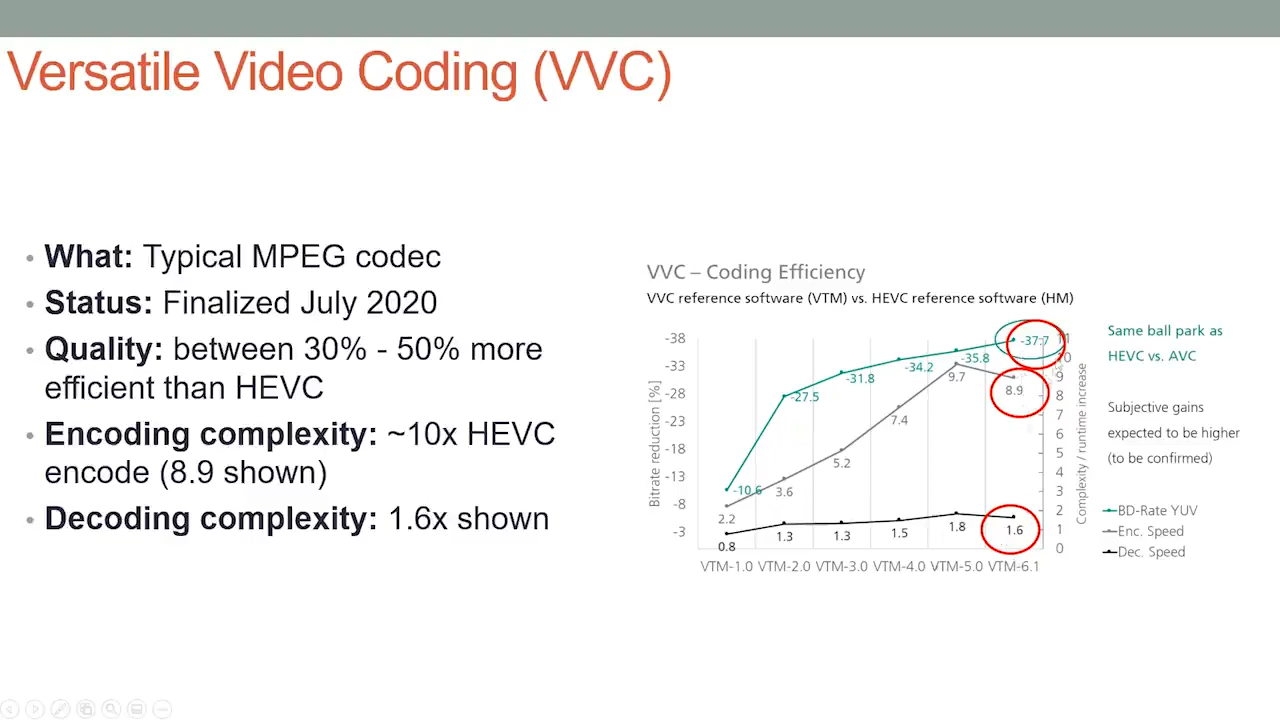 Versatile Video Coding (VVC)
• What: Typical MPEG codec
• Status: Finalized July 2020
• Quality: between 30% - 50% more
efficient than HEVC
• Encoding complexity: ~10x HEVC
encode (8.9 shown)
• Decoding complexity: 1.6x shown
VVC – Coding Efficiency
VVC reference software (VTM) vs. HEVC reference software (HM)
Bitrate reduction [%]
-38
-33
-28
-23
-18
-13
-8
-3
-10.6
-27.5
-31.8
-34.2
-35.8
-37.7
2.2
3.6
5.2
7.4
9.7
8.9
0.8
1.3
1.3
1.5
1.8
1.6
11
10
9
8
7
6
5
4
3
2
1
0
Complexity / runtime increase
VTM-1.0 VTM-2.0 VTM-3.0 VTM-4.0 VTM-5.0 VTM-6.1
Same ball park as
HEVC vs. AVC
Subjective gains
expected to be higher
(to be confirmed)
BD-Rate YUV
Enc. Speed
Dec. Speed